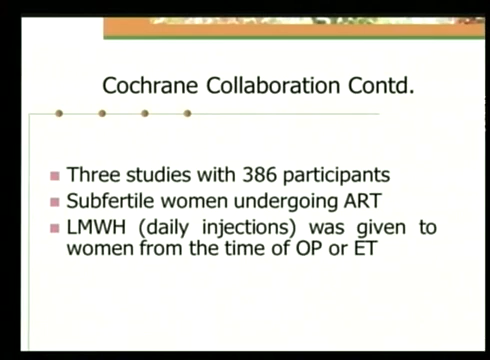 Cochrane Collaboration Contd.
Three studies with 386 participants
Subfertile women undergoing ART
LMWH (daily injections) was given to
women from the time of OP or ET